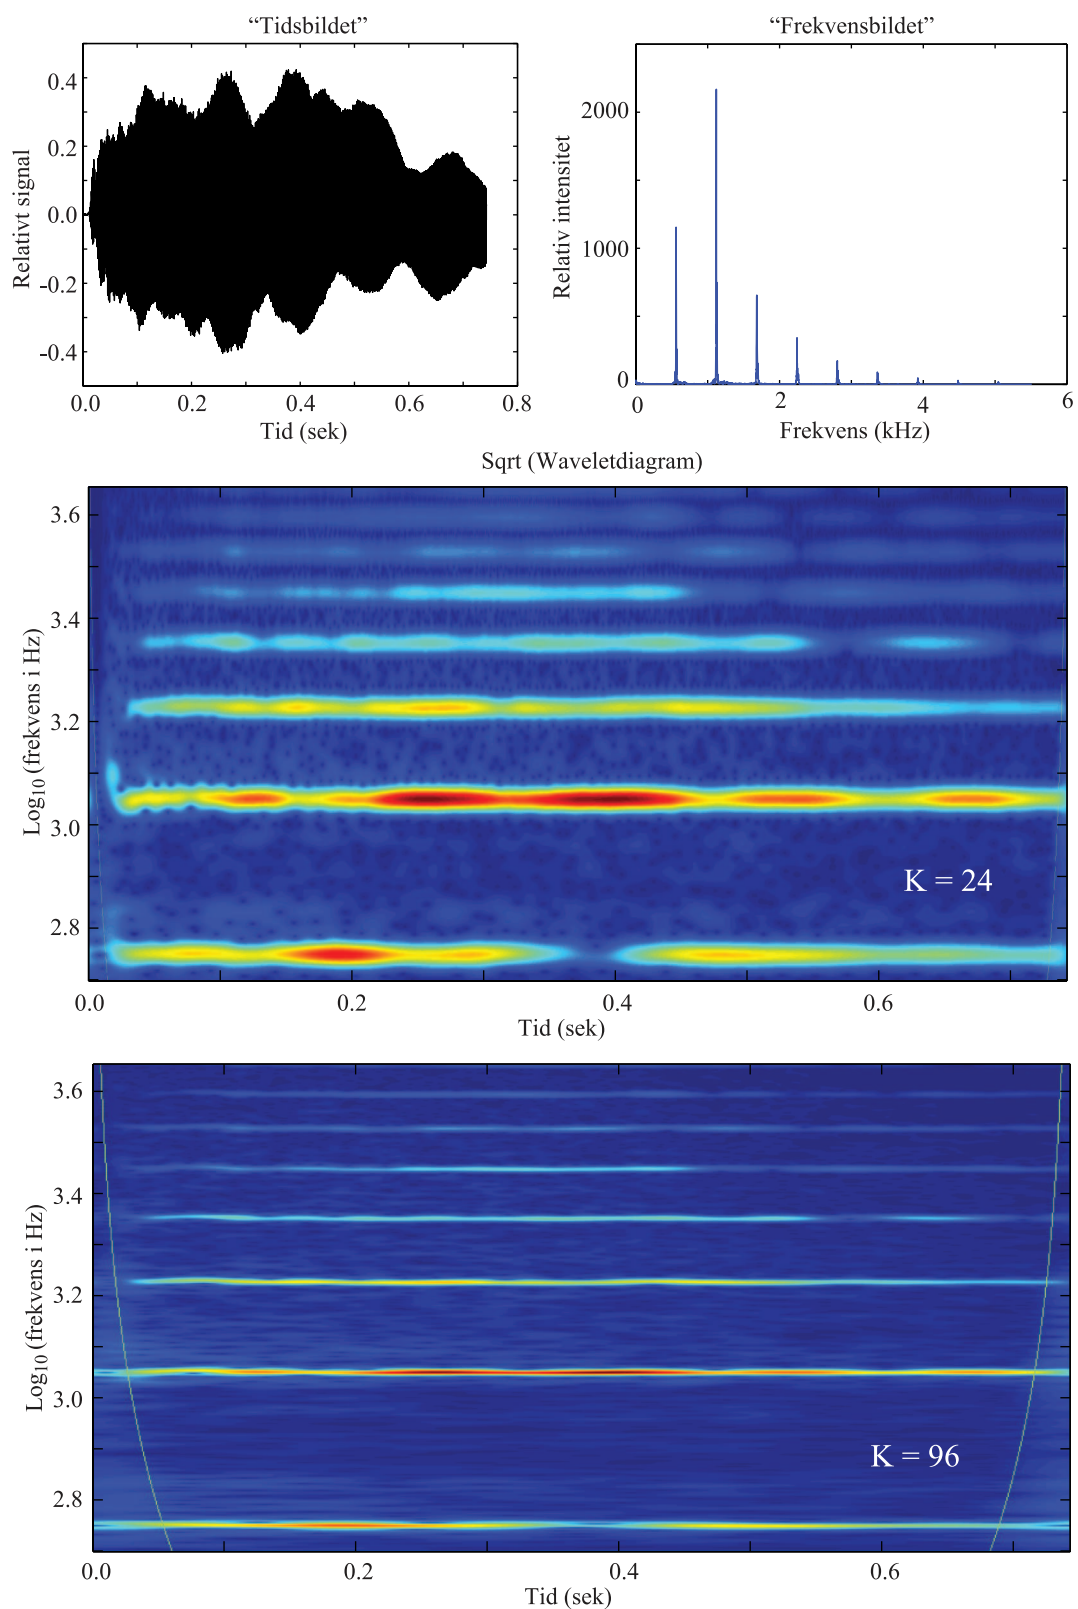 “Tidsbildet”
0.4
0.2
0.0
-0.2
-0.4
Relativt signal
0.0 0.2 0.4 0.6 0.8
Tid (sek)
“Frekvensbildet”
2000
1000
0
Relativ intensitet
0 2 4 6
Frekvens (kHz)
Sqrt (Waveletdiagram)
3.6
3.4
3.2
3.0
2.8
Log10 (frekvens i Hz)
K = 24
0.0 0.2 0.4 0.6
Tid (sek)
3.6
3.4
3.2
3.0
2.8
Log10 (frekvens i Hz)
K = 96
0.0 0.2 0.4 0.6
Tid (sek)